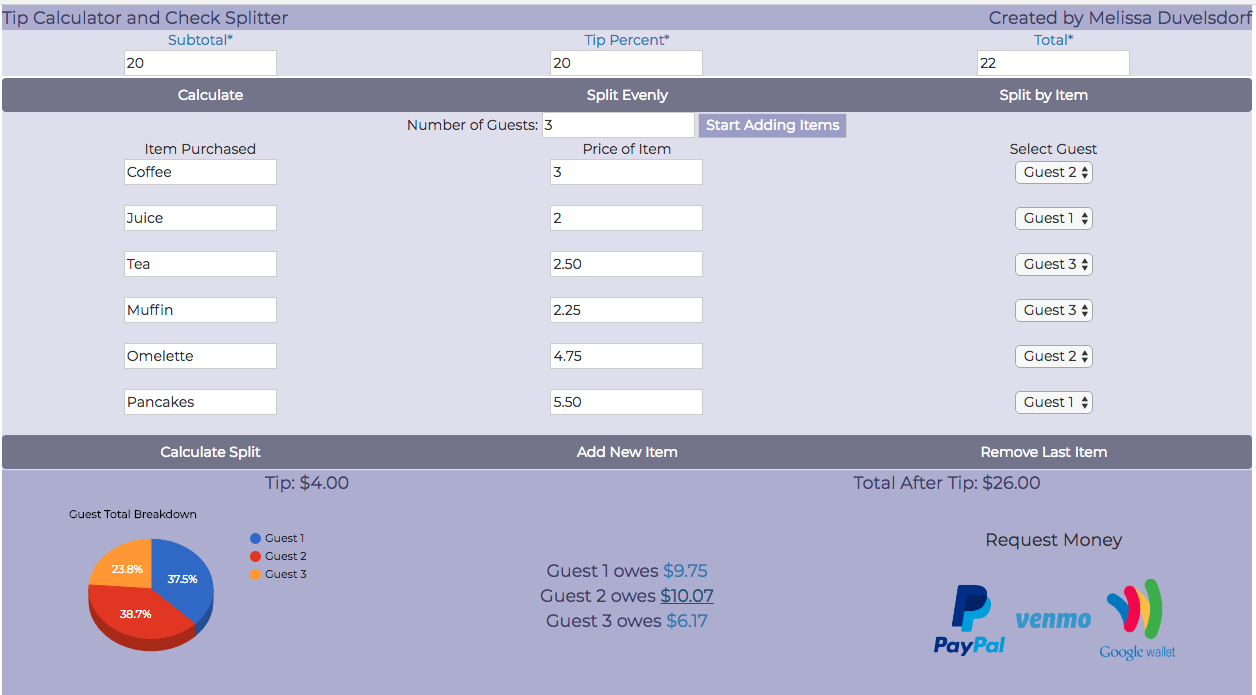 Tip Calculator and Check Splitter Created by Melissa Duvelsdorf
Subtotal* Tip Percent* Total*
20 20 22
Calculate Split Evenly Split by Item
Number of Guests: 3 Start Adding Items
Item Purchased Price of Item Select Guest
Coffee 3 Guest 2
Juice 2 Guest 1
Tea 2.50 Guest 3
Muffin 2.25 Guest 3
Omelette 4.75 Guest 2
Pancakes 5.50 Guest 1
Calculate Split Add New Item Remove Last Item
Tip: $4.00 Total After Tip: $26.00
Guest Total Breakdown
Guest 1
Guest 2
Guest 3
23.8%
37.5%
38.7%
Guest 1 owes $9.75
Guest 2 owes $10.07
Guest 3 owes $6.17
Request Money
PayPal
venmo
Google wallet